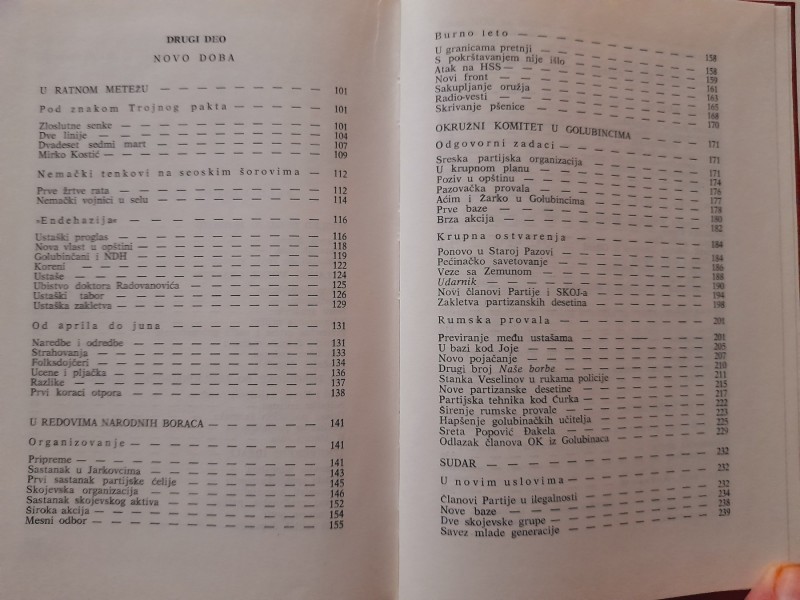 DRUGI DEO
NOVO DOBA
U RATNOM METEŽU — — — — — — — — — — 101
Pod znakom Trojnog pakta — — — — — — 101
Zloslutne senke — — — — — — — — — — 101
Dve linije — — — — — — — — — — — 104
Dvadeset sedmi mart — — — — — — — — 107
Mirko Kostić — — — — — — — — — — 109
Nemački tenkovi na seoskim šorovima — 112
Prve žrtve rata — — — — — — — — — 112
Nemački vojnici u selu — — — — — — — 114
»Endehazija« — — — — — — — — — — 116
Ustaški proglas — — — — — — — — — 116
Nova vlast u opštini — — — — — — — — 118
Golubinčani i NDH — — — — — — — — 119
Koreni — — — — — — — — — — — 122
Ustaše — — — — — — — — — — — 124
Ubistvo doktora Radovanovića — — — — — 125
Ustaški tabor — — — — — — — — — 126
Ustaška zakletva — — — — — — — — — 129
Od aprila do juna — — — — — — — — 131
Naredbe i odredbe — — — — — — — — 131
Strahovanja — — — — — — — — — — 133
Folksdojčeri — — — — — — — — — — 134
Ucene i pljačka — — — — — — — — — 136
Razlike — — — — — — — — — — — 137
Prvi koraci otpora — — — — — — — — 138
U REDOVIMA NARODNIH BORACA — — — — — 141
Organizovanje — — — — — — — — — 141
Pripreme — — — — — — — — — — 141
Sastanak u Jarkovcima — — — — — — — 143
Prvi sastanak partijske ćelije — — — — — 145
Skojevska organizacija — — — — — — — 146
Sastanak skojevskog aktiva — — — — — — 152
Široka akcija — — — — — — — — — 154
Mesni odbor — — — — — — — — — — 155
Burno leto — — — — — — — — — — 158
U granicama pretnji — — — — — — — — 158
S pokrštavanjem nije išlo — — — — — — 159
Atak na HSS — — — — — — — — — — 161
Novi front — — — — — — — — — — 163
Sakupljanje oružja — — — — — — — — 165
Radio-vesti — — — — — — — — — — 168
Skrivanje pšenice — — — — — — — — 170
OKRUŽNI KOMITET U GOLUBINCIMA — — — — 171
Odgovorni zadaci — — — — — — — — 171
Sreska partijska organizacija — — — — — 171
U krupnom planu — — — — — — — — 174
Foziv u opštinu — — — — — — — — — 176
Pazovačka provala — — — — — — — — 177
Aćim i Žarko u Golubincima — — — — — 178
Prve baze — — — — — — — — — — 180
Brza akcija — — — — — — — — — — 182
Krupna ostvarenja — — — — — — — — 184
Ponovo u Staroj Pazovi — — — — — — — 184
Pećinačko savetovanje — — — — — — — 186
Veze sa Zemunom — — — — — — — — 188
Udarnik — — — — — — — — — — — 190
Novi članovi Partije i SKOJ-a — — — — — 194
Zakletva partizanskih desetina — — — — — 198
Rumska provala — — — — — — — — 201
Previranje među ustašama — — — — — — 201
U bazi kod Joje — — — — — — — — — 205
Novo pojačanje — — — — — — — — — 207
Drugi broj Naše borbe — — — — — — — 210
Stanka Veselinov u rukama policije — — — — 211
Nove partizanske desetine — — — — — — 215
Partijska tehnika kod Ćurka — — — — — — 217
Širenje rumske provale — — — — — — — 222
Hapšenje golubinačkih učitelja — — — — — 223
Sreta Popović Đakela — — — — — — — 225
Odlazak članova OK iz Golubinaca — — — — 229
SUDAR — — — — — — — — — — — 232
U novim uslovima — — — — — — — — 232
Članovi Partije u ilegalnosti — — — — — 232
Nove baze — — — — — — — — — — 234
Dve skojevske grupe — — — — — — — 238
Savez mlade generacije — — — — — — — 239